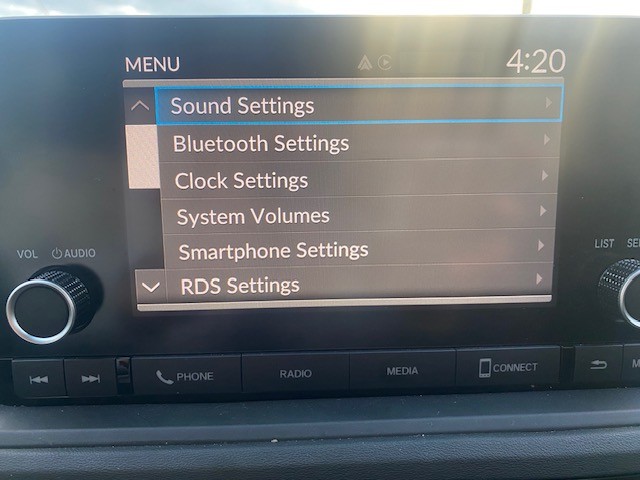 MENU 4:20
Sound Settings
Bluetooth Settings
Clock Settings
System Volumes
Smartphone Settings
RDS Settings
VOL AUDIO
LIST
PHONE RADIO MEDIA CONNECT